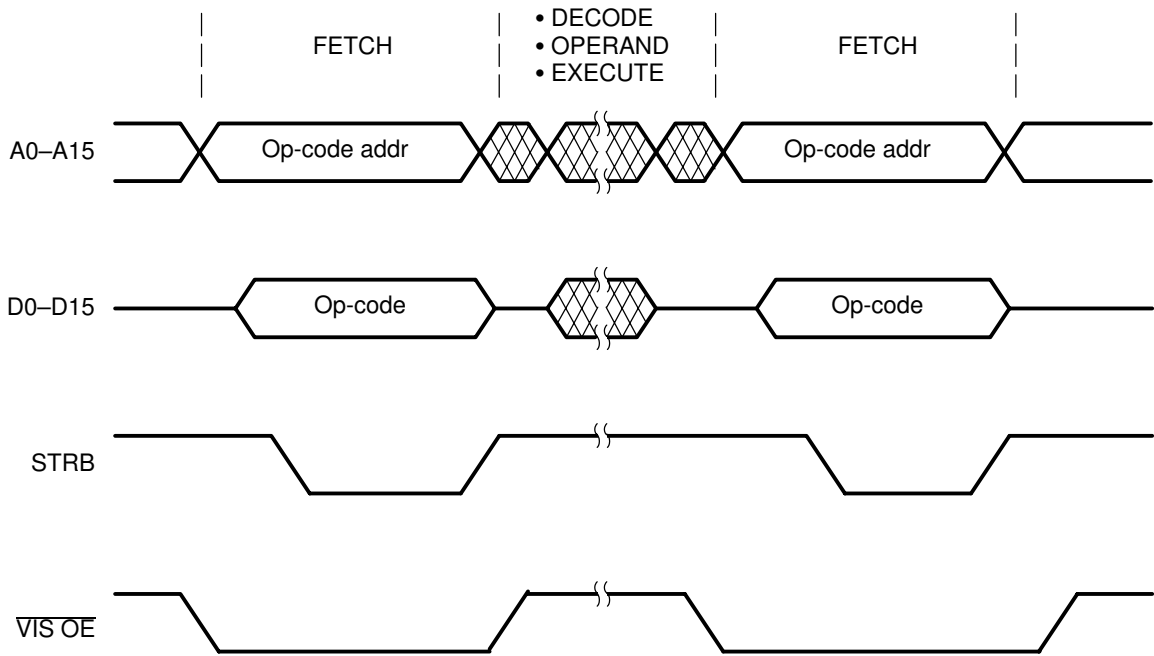 FETCH
• DECODE
• OPERAND
• EXECUTE
FETCH
A0–A15
Op-code addr
Op-code addr
D0–D15
Op-code
Op-code
STRB
VIS OE